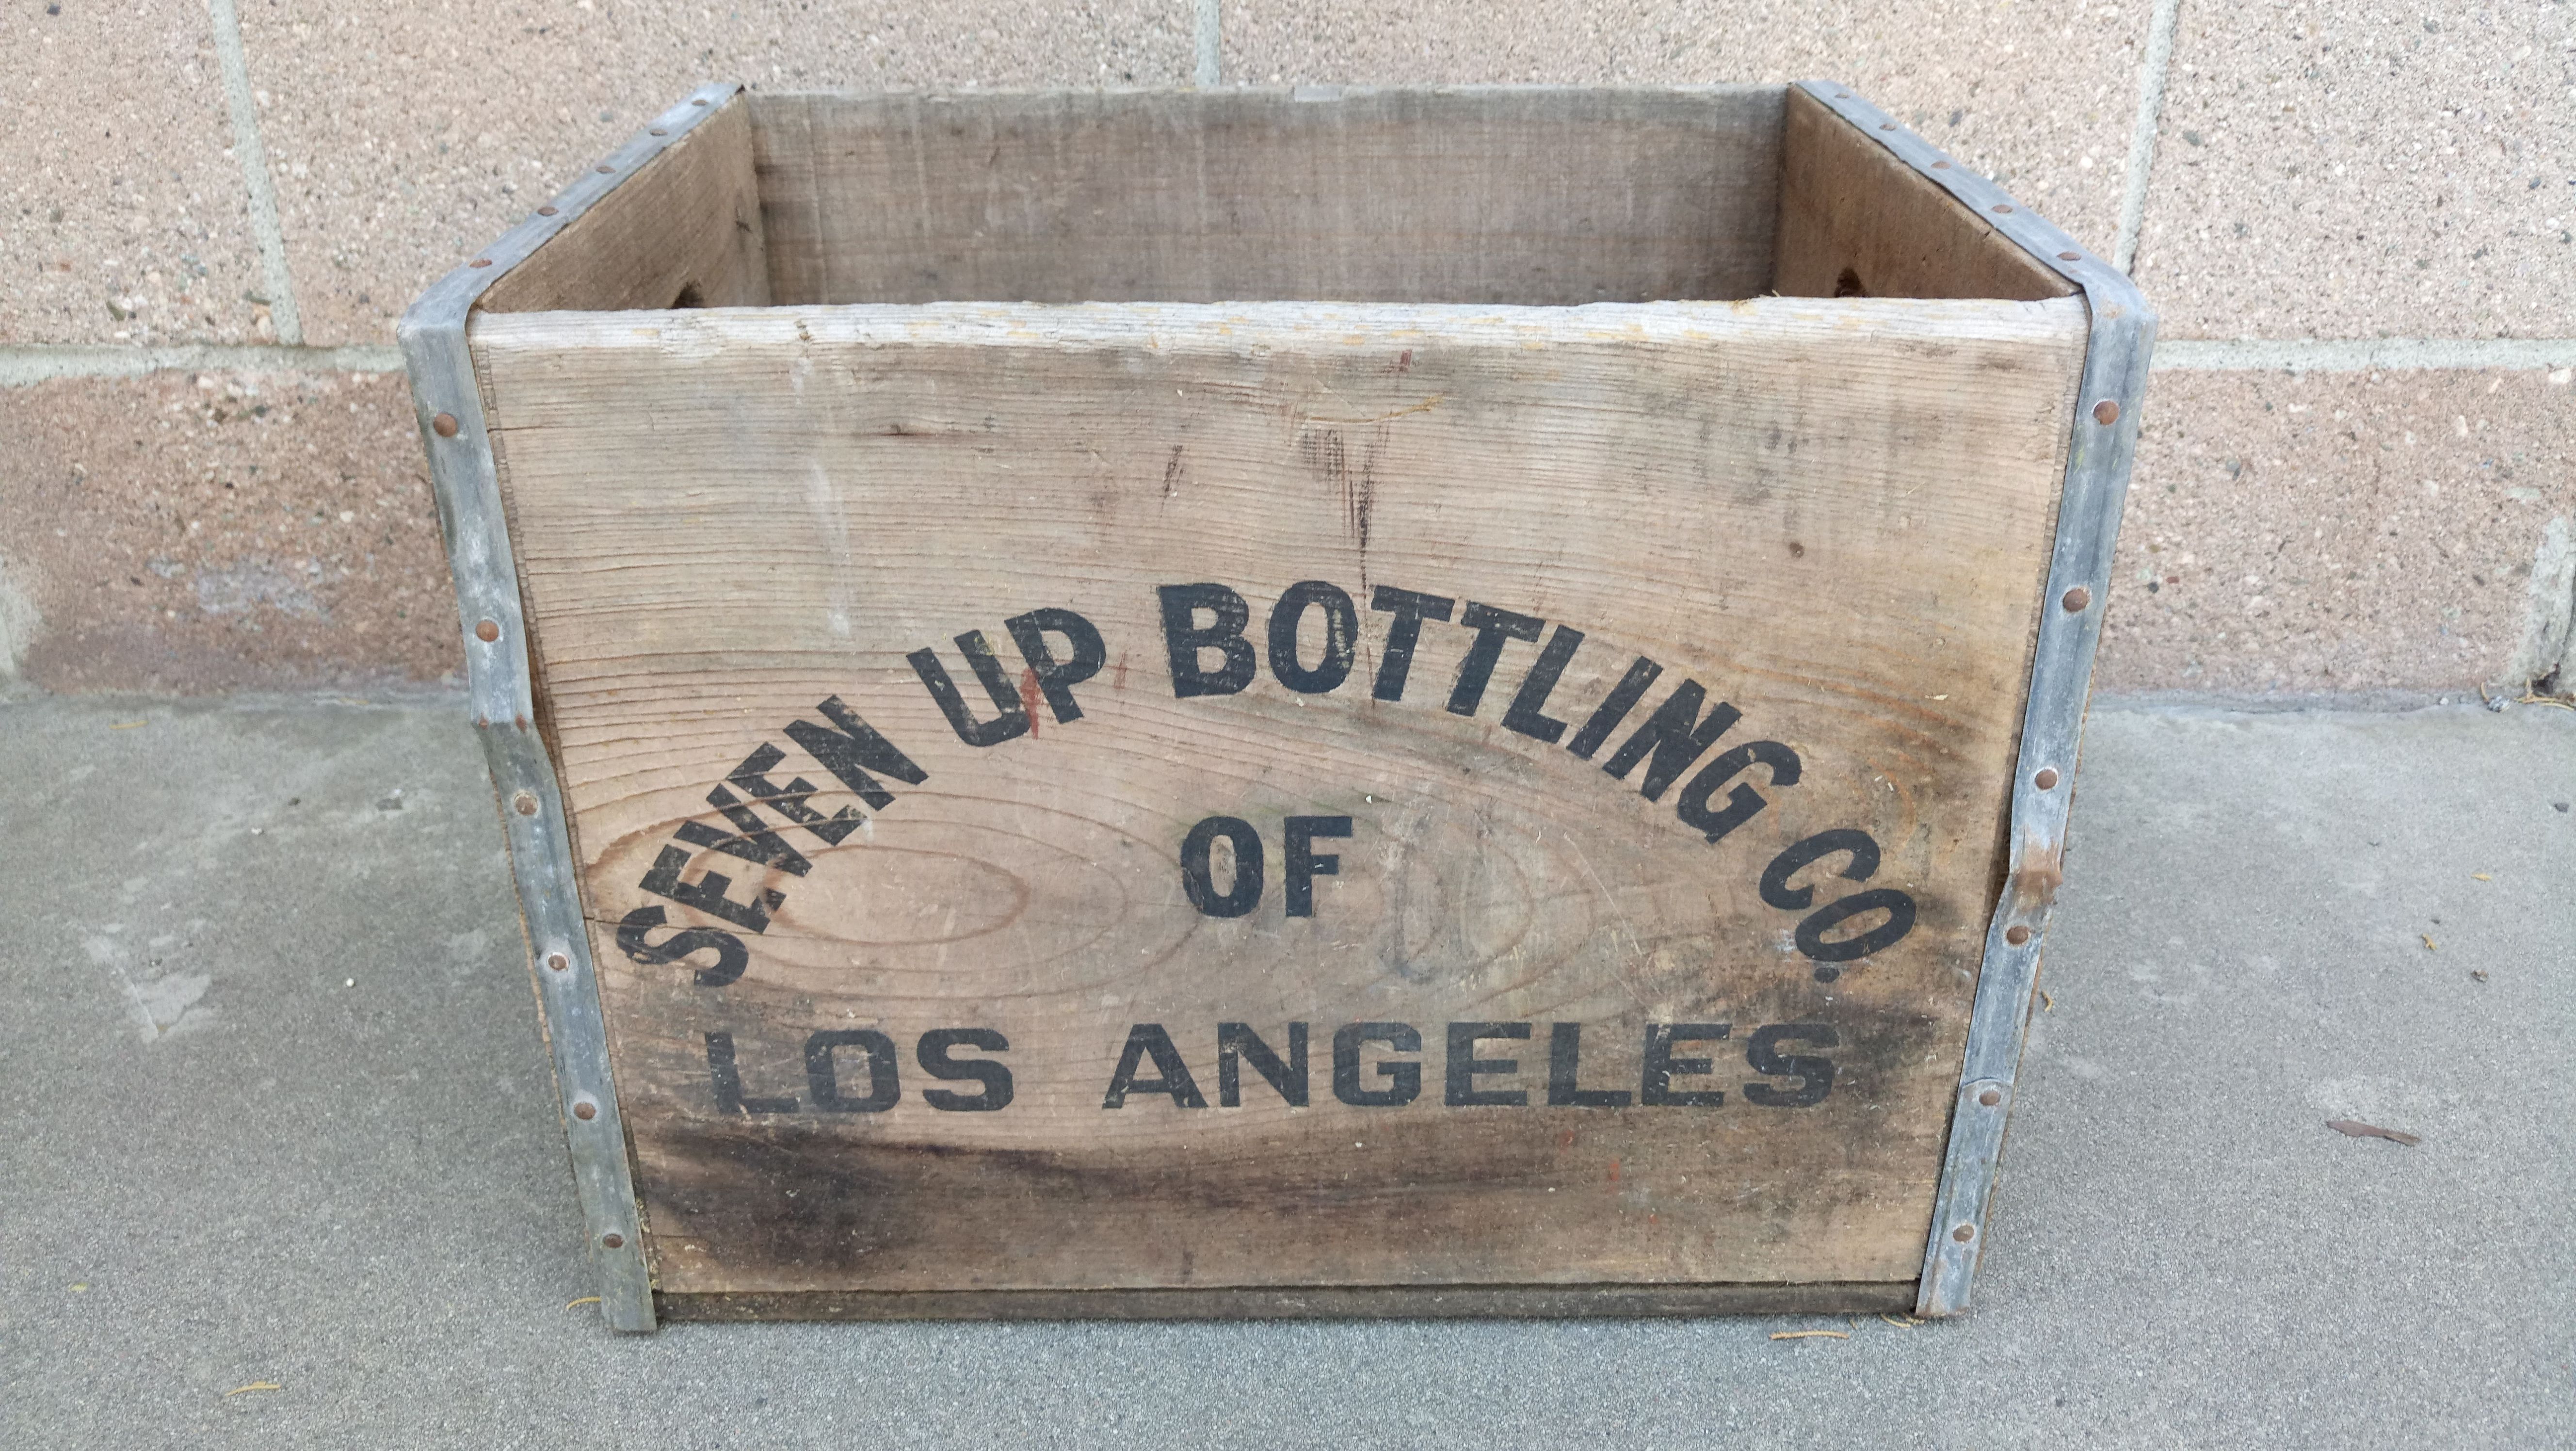 SEVEN UP BOTTLING CO.
OF
LOS ANGELES